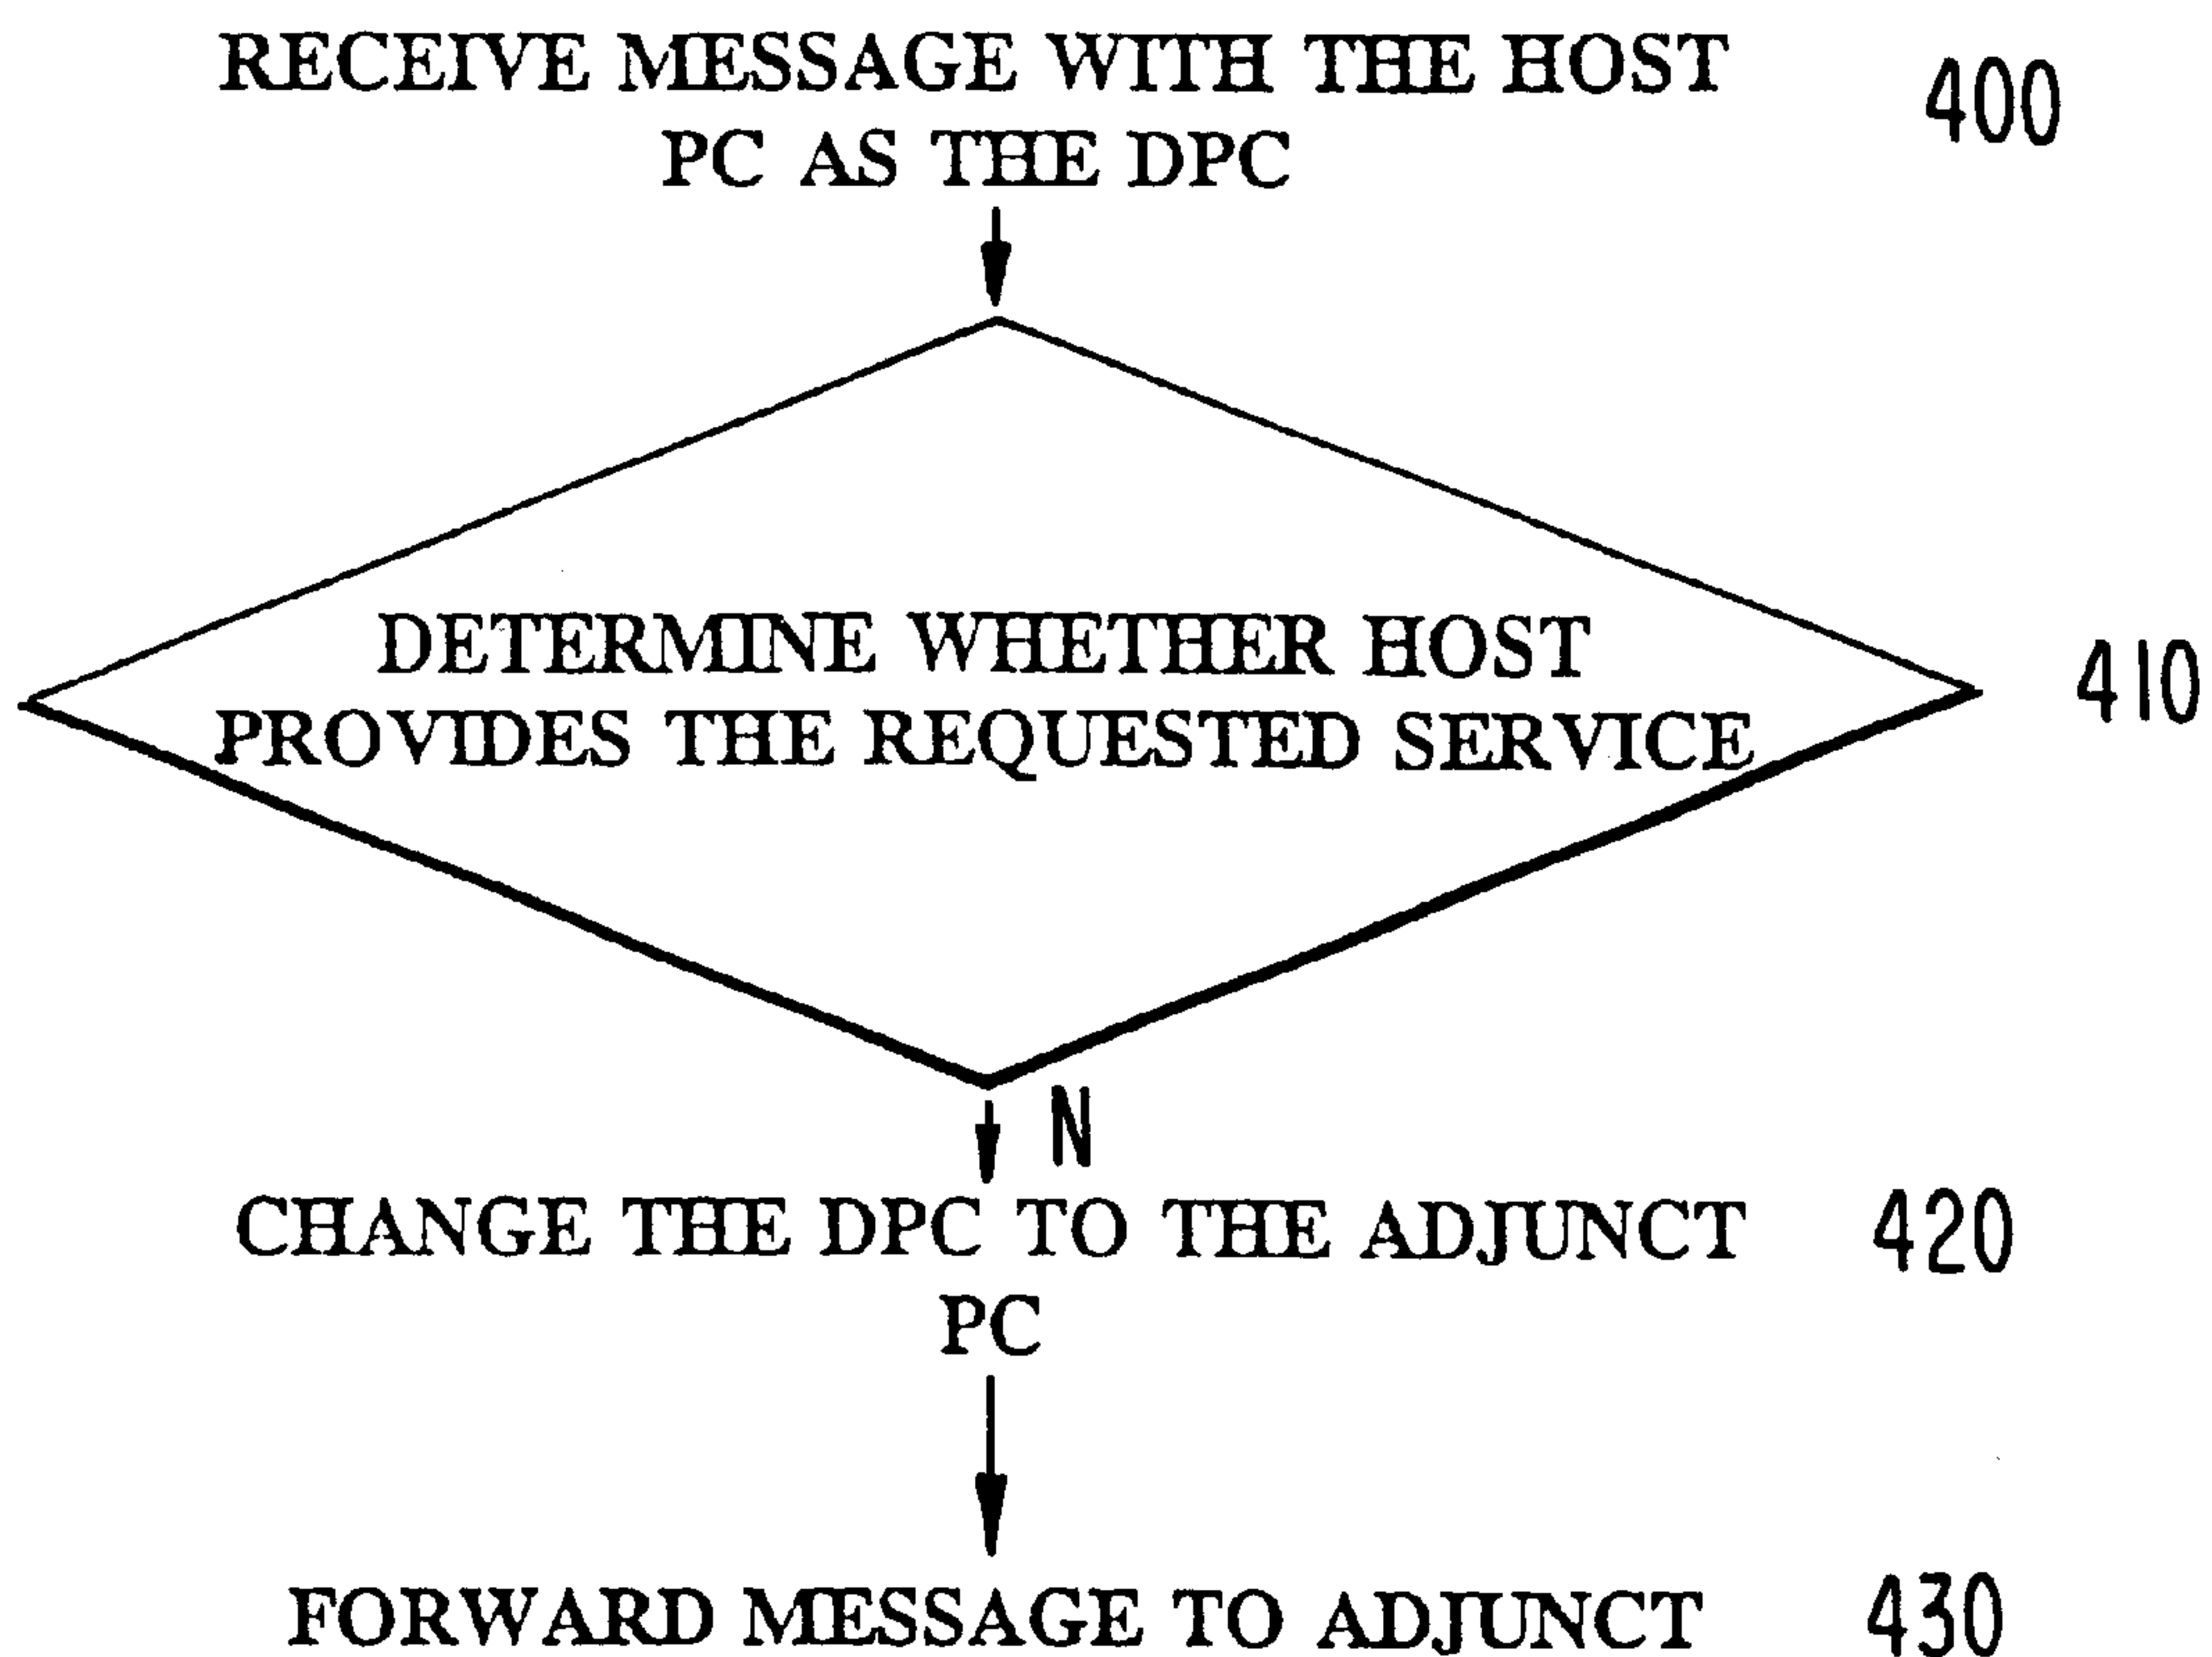 RECEIVE MESSAGE WITH THE HOST
400
PC AS THE DPC
DETERMINE WHETHER HOST
410
PROVIDES THE REQUESTED SERVICE
N
CHANGE THE DPC TO THE ADJUNCT
420
PC
FORWARD MESSAGE TO ADJUNCT
430